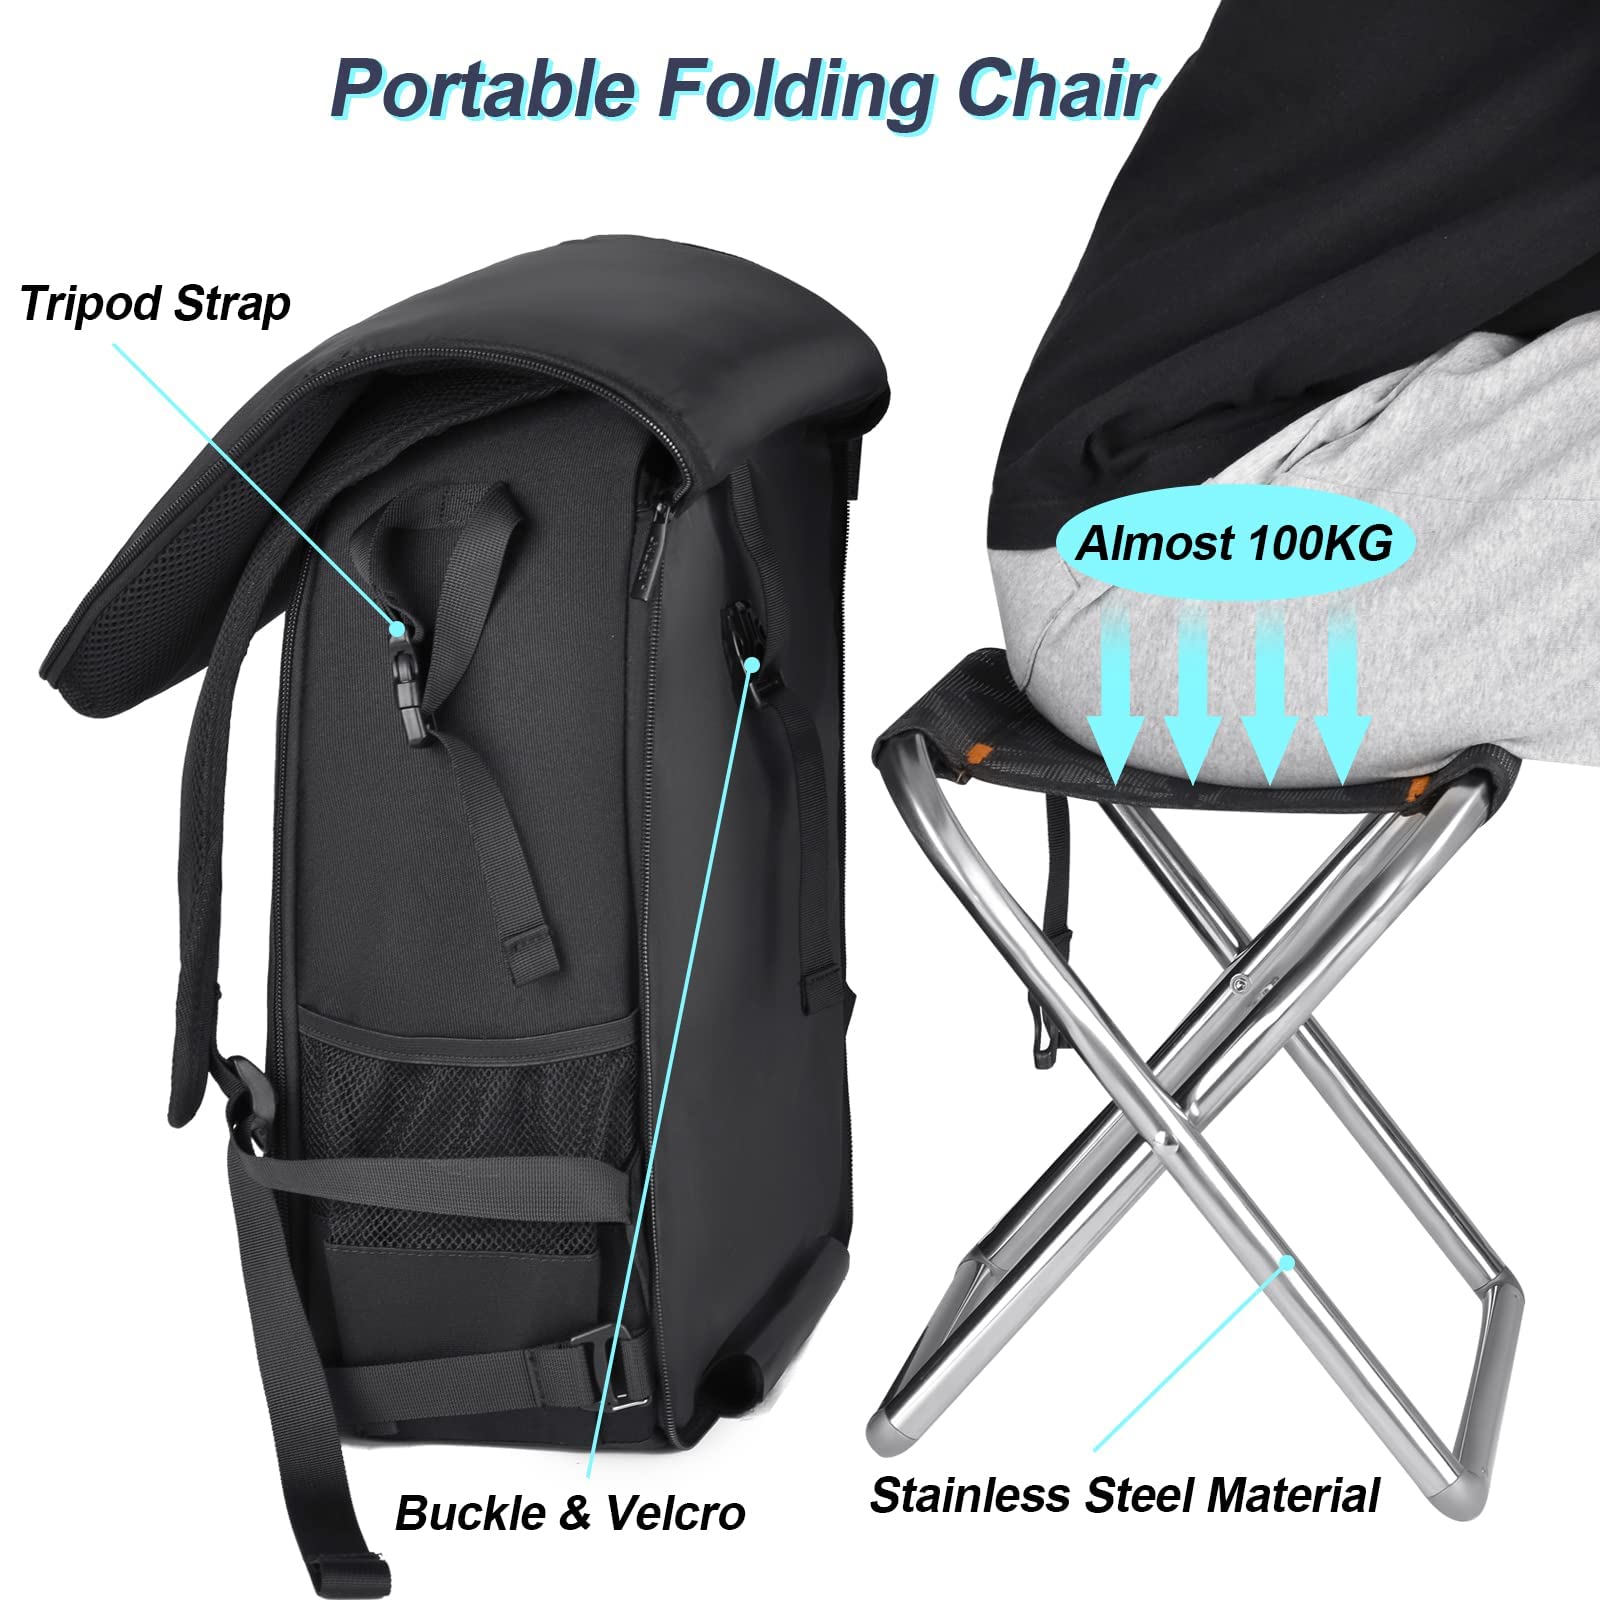 Portable Folding Chair
Tripod Strap
Almost 100KG
Buckle & Velcro
Stainless Steel Material